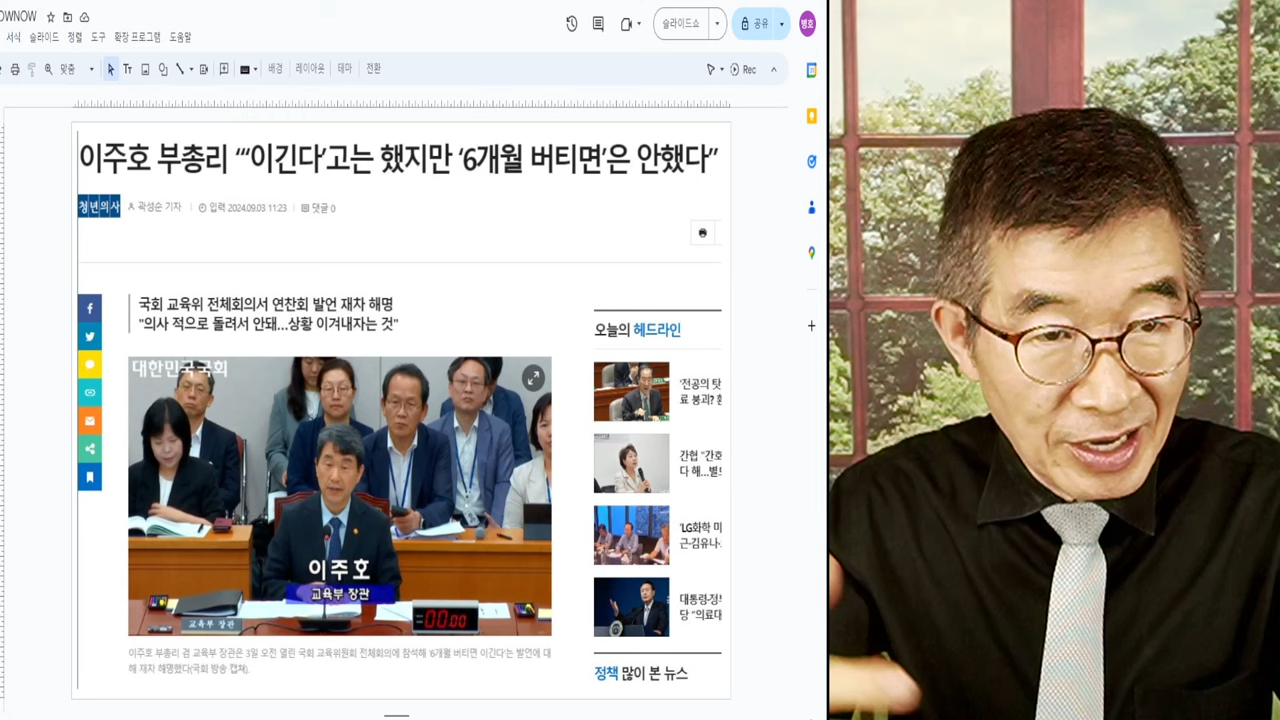 OWNOW
서식 슬라이드 정렬 도구 확장 프로그램 도움말
슬라이드쇼
공유
병호
맞춤
배경 레이아웃 테마 전환
Rec
이주호 부총리 “‘이긴다’고는 했지만 ‘6개월 버티면’은 안했다”
청년의사 곽성순 기자 입력 2024.09.03 11:23 댓글 0
국회 교육위 전체회의서 연찬회 발언 재차 해명
"의사 적으로 돌려서 안돼...상황 이겨내자는 것"
대한민국국회
이주호
교육부 장관
교육부 장관
00:00
이주호 부총리 겸 교육부 장관은 3일 오전 열린 국회 교육위원회 전체회의에 참석해 ‘6개월 버티면 이긴다’는 발언에 대
해 재차 해명했다(국회 방송 캡쳐).
오늘의 헤드라인
‘전공의 탓
료 붕괴? 환
간협 “간호
다 해...별
‘LG화학 미
근·김유나
대통령·정부
당 “의료대
정책 많이 본 뉴스